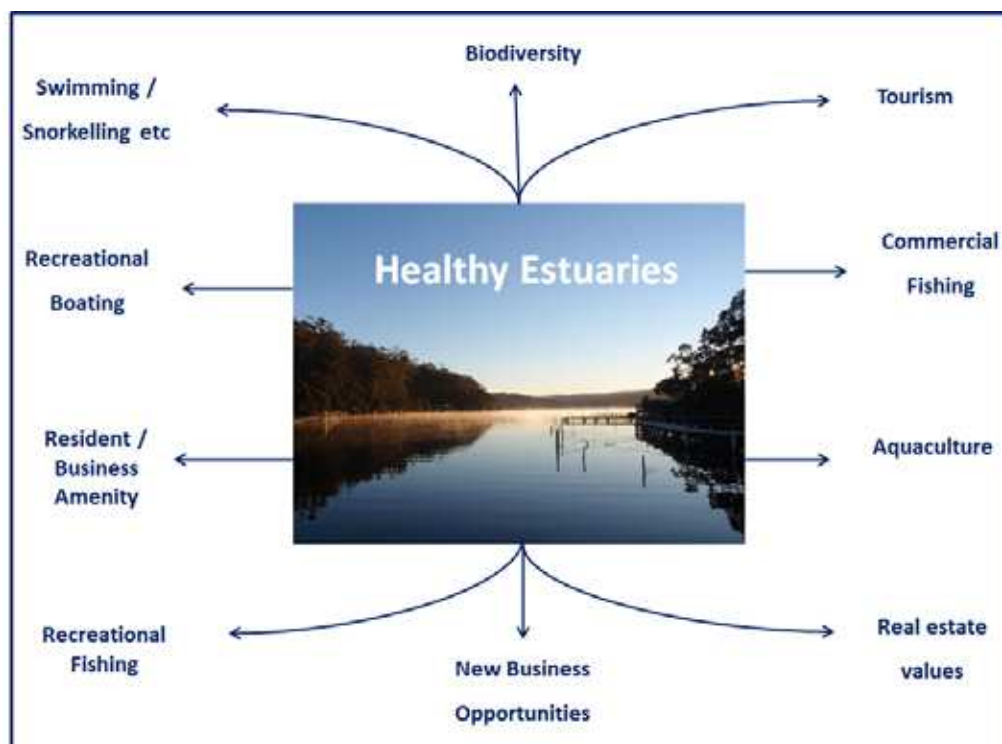 Biodiversity
Swimming /
Snorkelling etc
Tourism
Healthy Estuaries
Recreational
Boating
Commercial
Fishing
Resident /
Business
Amenity
Aquaculture
Recreational
Fishing
New Business
Opportunities
Real estate
values